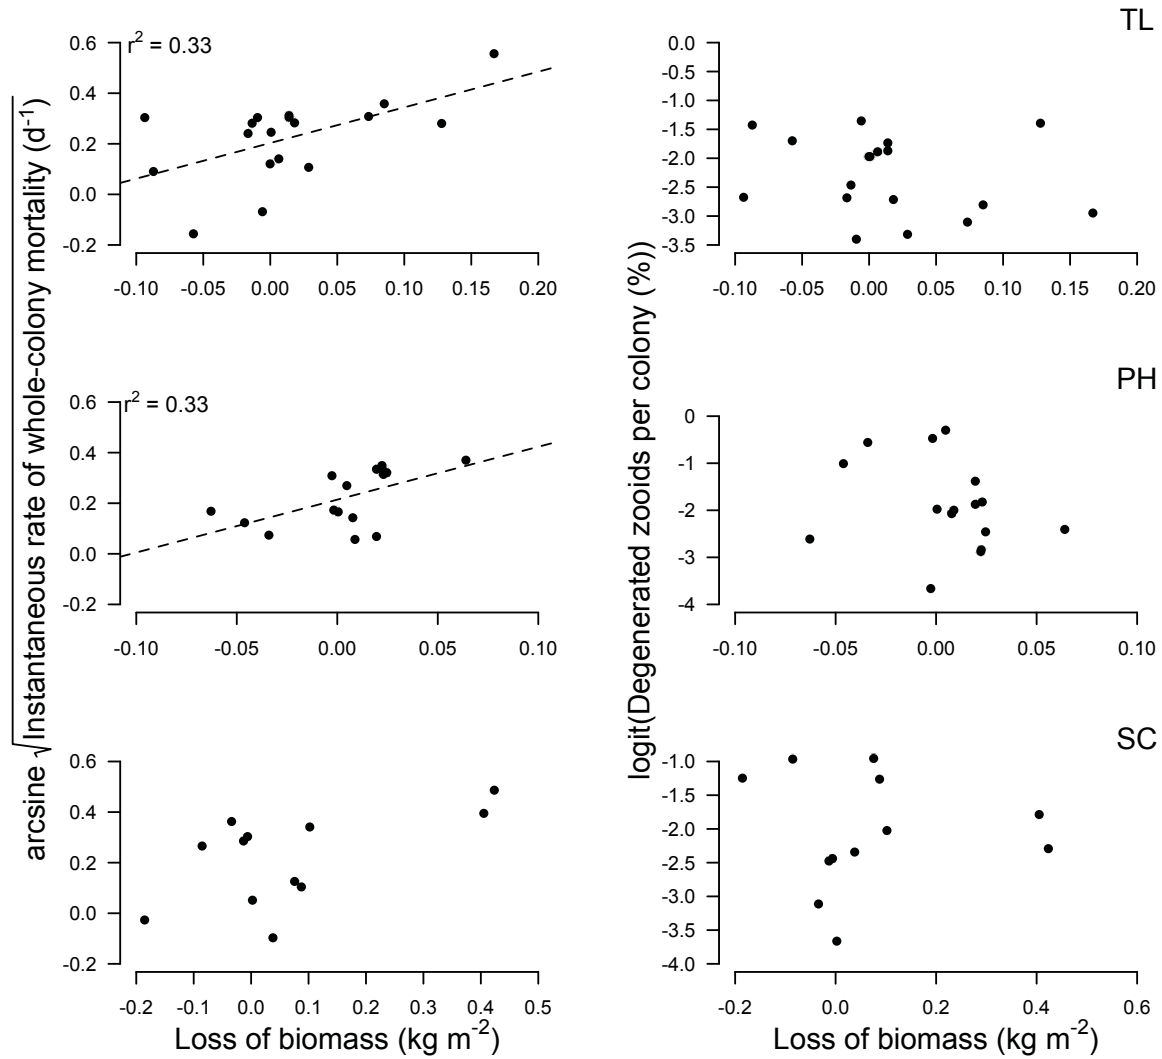 TL
r² = 0.33
0.6
0.4
0.2
0.0
-0.2
-0.10 -0.05 0.00 0.05 0.10 0.15 0.20
0.0
-0.5
-1.0
-1.5
-2.0
-2.5
-3.0
-3.5
-0.10 -0.05 0.00 0.05 0.10 0.15 0.20
PH
r² = 0.33
0.6
0.4
0.2
0.0
-0.2
-0.10 -0.05 0.00 0.05 0.10
0
-1
-2
-3
-4
-0.10 -0.05 0.00 0.05 0.10
SC
0.6
0.4
0.2
0.0
-0.2
-0.2 -0.1 0.0 0.1 0.2 0.3 0.4 0.5
-1.0
-1.5
-2.0
-2.5
-3.0
-3.5
-4.0
-0.2 0.0 0.2 0.4 0.6
arcsine √Instantaneous rate of whole-colony mortality (d⁻¹)
logit(Degenerated zooids per colony (%))
Loss of biomass (kg m⁻²)
Loss of biomass (kg m⁻²)